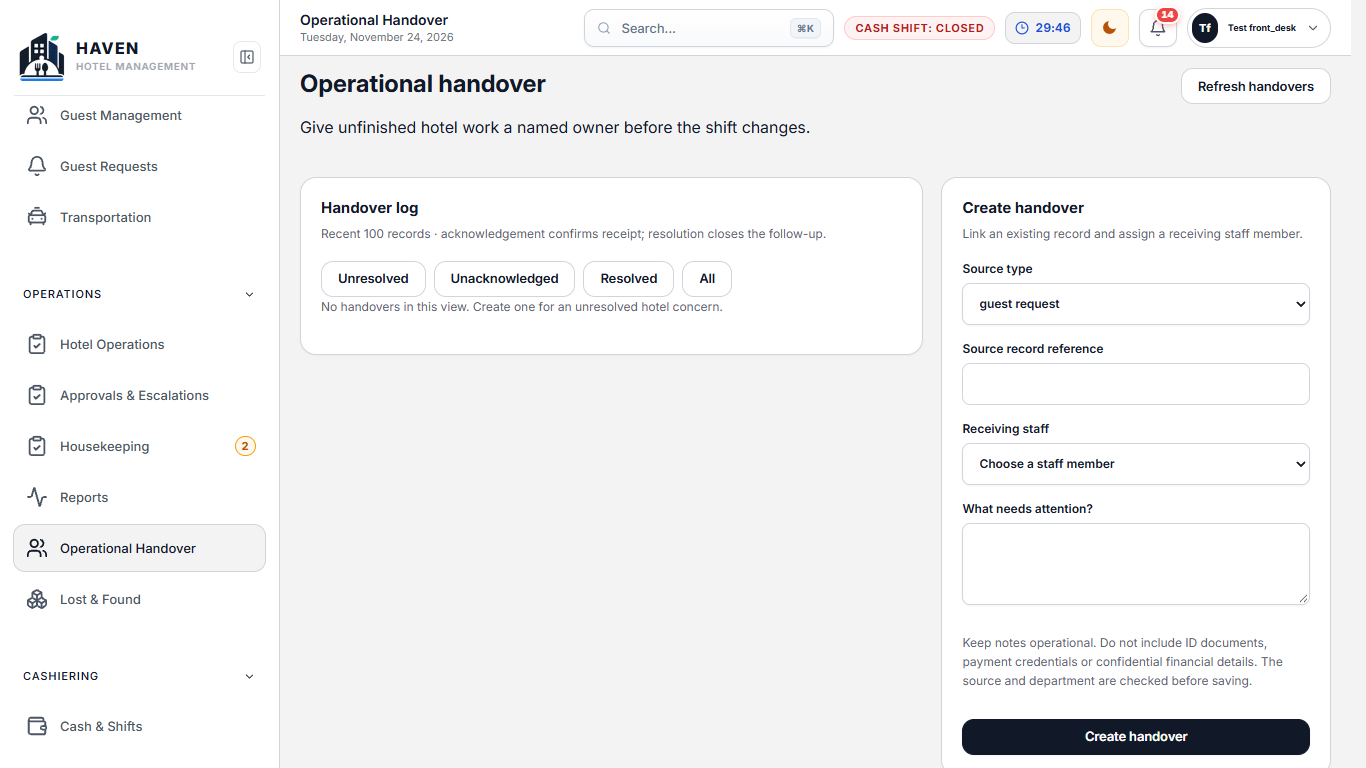 HAVEN
HOTEL MANAGEMENT
Guest Management
Guest Requests
Transportation
OPERATIONS
Hotel Operations
Approvals & Escalations
Housekeeping
2
Reports
Operational Handover
Lost & Found
CASHIERING
Cash & Shifts
Operational Handover
Tuesday, November 24, 2026
Search...
⌘K
CASH SHIFT: CLOSED
29:46
14
Tf
Test front_desk
Operational handover
Refresh handovers
Give unfinished hotel work a named owner before the shift changes.
Handover log
Recent 100 records · acknowledgement confirms receipt; resolution closes the follow-up.
Unresolved
Unacknowledged
Resolved
All
No handovers in this view. Create one for an unresolved hotel concern.
Create handover
Link an existing record and assign a receiving staff member.
Source type
guest request
Source record reference
Receiving staff
Choose a staff member
What needs attention?
Keep notes operational. Do not include ID documents,
payment credentials or confidential financial details. The
source and department are checked before saving.
Create handover